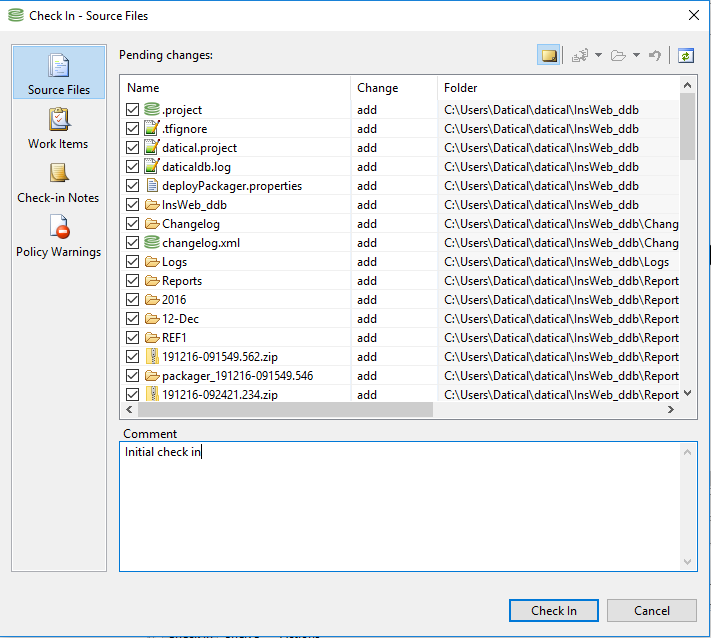 Check In - Source Files
Source Files
Work Items
Check-in Notes
Policy Warnings
Pending changes:
Name Change Folder
.project add C:\Users\Datical\datical\InsWeb_ddb
.tfignore add C:\Users\Datical\datical\InsWeb_ddb
datical.project add C:\Users\Datical\datical\InsWeb_ddb
daticaldb.log add C:\Users\Datical\datical\InsWeb_ddb
deployPackager.properties add C:\Users\Datical\datical\InsWeb_ddb
InsWeb_ddb add C:\Users\Datical\datical\InsWeb_ddb
Changelog add C:\Users\Datical\datical\InsWeb_ddb\Chang
changelog.xml add C:\Users\Datical\datical\InsWeb_ddb\Chang
Logs add C:\Users\Datical\datical\InsWeb_ddb\Logs
Reports add C:\Users\Datical\datical\InsWeb_ddb\Report
2016 add C:\Users\Datical\datical\InsWeb_ddb\Report
12-Dec add C:\Users\Datical\datical\InsWeb_ddb\Report
REF1 add C:\Users\Datical\datical\InsWeb_ddb\Report
191216-091549.562.zip add C:\Users\Datical\datical\InsWeb_ddb\Report
packager_191216-091549.546 add C:\Users\Datical\datical\InsWeb_ddb\Report
191216-092421.234.zip add C:\Users\Datical\datical\InsWeb_ddb\Report
Comment
Initial check in
Check In Cancel